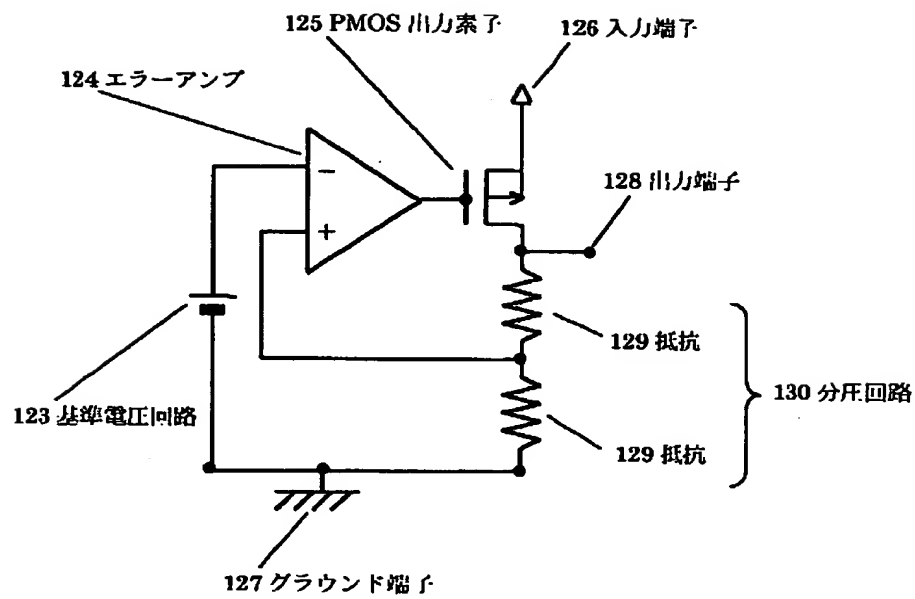 125 PMOS 出力素子
126 入力端子
124 エラーアンプ
128 出力端子
−
+
129 抵抗
130 分圧回路
123 基準電圧回路
129 抵抗
127 グラウンド端子